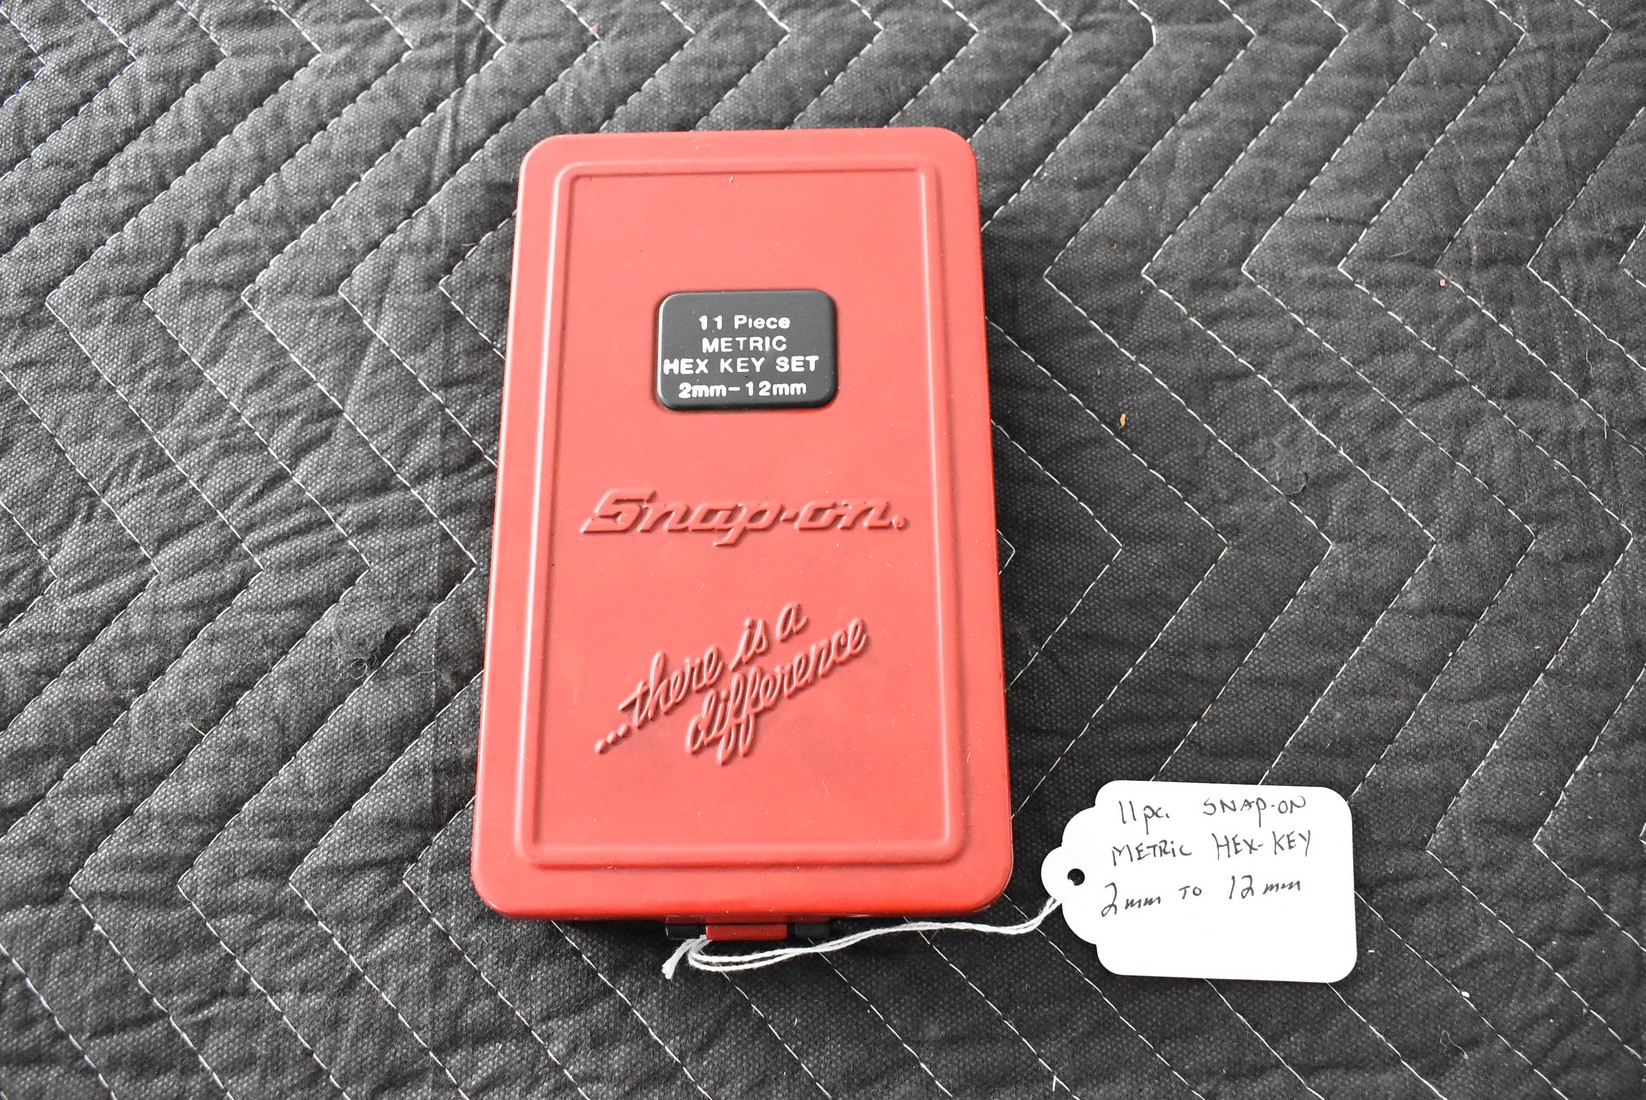 11 Piece
METRIC
HEX KEY SET
2mm-12mm
Snap-on®
...there is a
difference
11pc. SNAP-ON
METRIC HEX-KEY
2mm TO 12mm